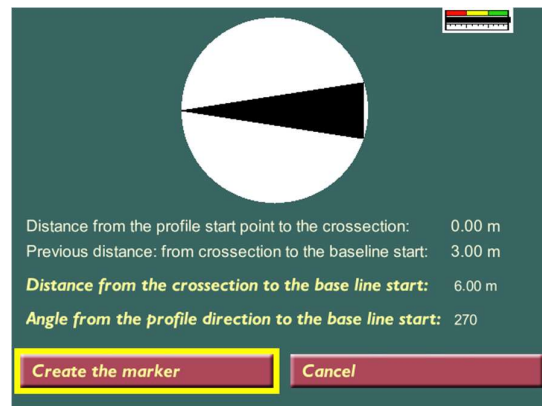 Distance from the profile start point to the crossection: 0.00 m
Previous distance: from crossection to the baseline start: 3.00 m
Distance from the crossection to the base line start: 6.00 m
Angle from the profile direction to the base line start: 270
Create the marker Cancel